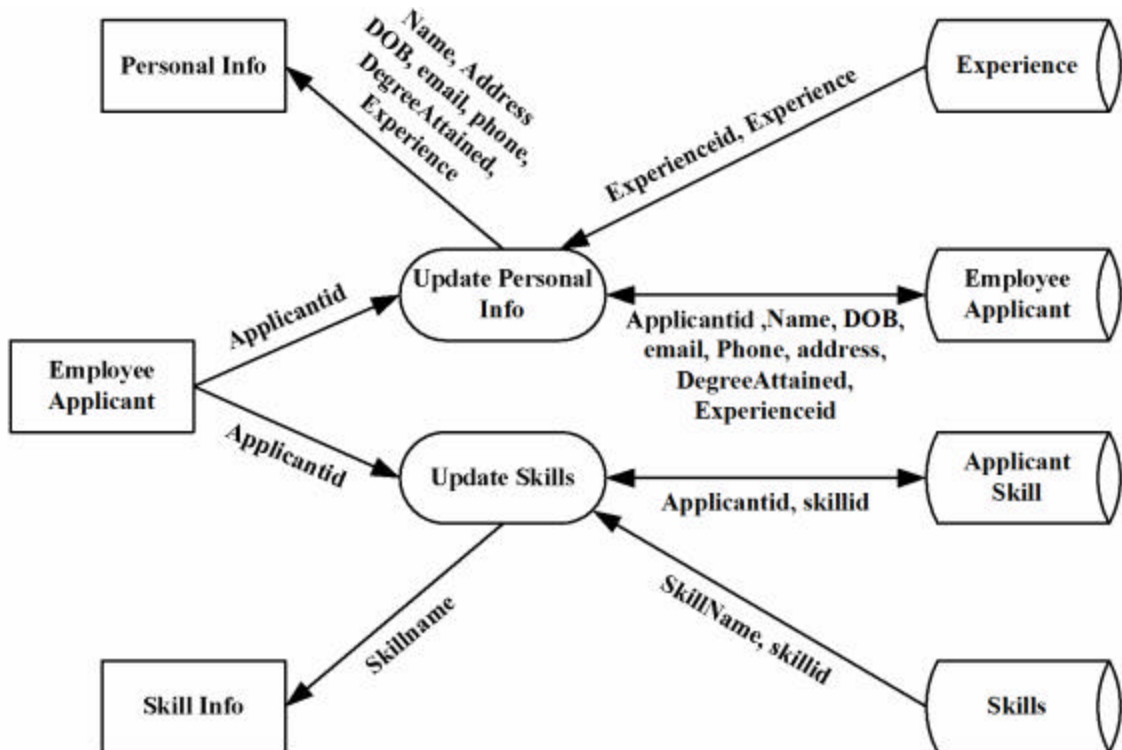 Personal Info
Name, Address
DOB, email, phone,
DegreeAttained,
Experience
Experience
Experienceid, Experience
Update Personal
Info
Employee
Applicant
Applicantid
Applicantid ,Name, DOB,
email, Phone, address,
DegreeAttained,
Experienceid
Employee
Applicant
Applicantid
Update Skills
Applicant
Skill
Applicantid, skillid
Skillname
SkillName, skillid
Skill Info
Skills